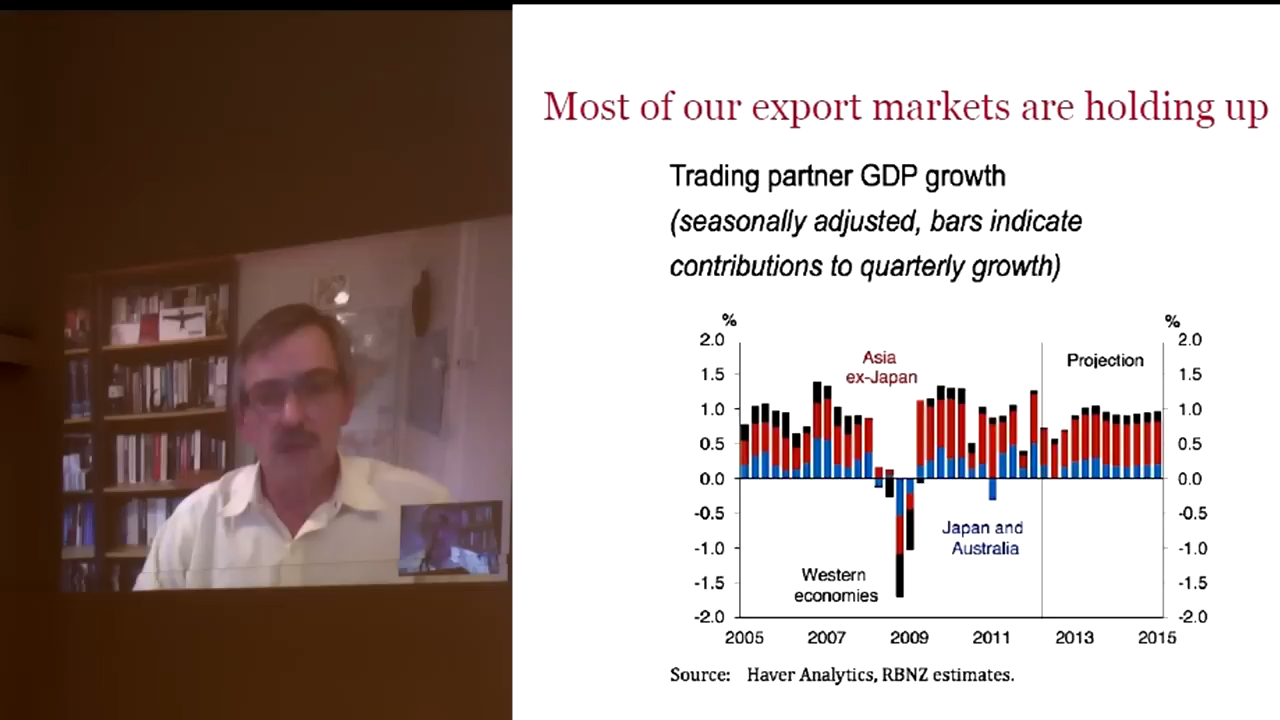 Most of our export markets are holding up
Trading partner GDP growth
(seasonally adjusted, bars indicate
contributions to quarterly growth)
% %
2.0 2.0
1.5 1.5
1.0 1.0
0.5 0.5
0.0 0.0
-0.5 -0.5
-1.0 -1.0
-1.5 -1.5
-2.0 -2.0
Asia
ex-Japan
Projection
Japan and
Australia
Western
economies
2005 2007 2009 2011 2013 2015
Source: Haver Analytics, RBNZ estimates.